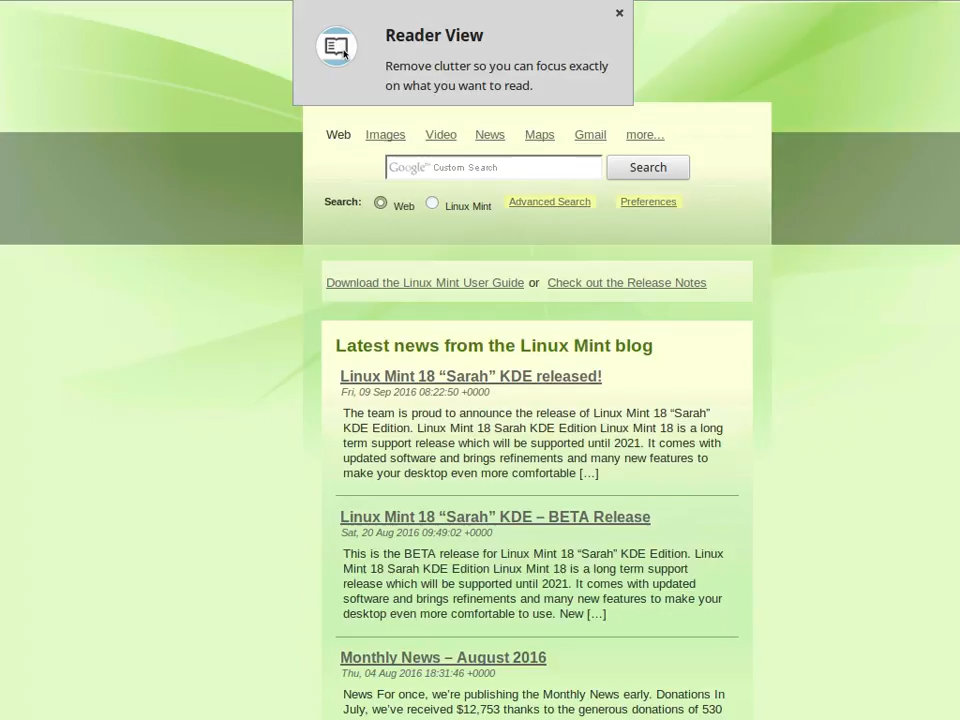 Reader View
Remove clutter so you can focus exactly
on what you want to read.
Web Images Video News Maps Gmail more...
Google™ Custom Search Search
Search: Web Linux Mint Advanced Search Preferences
Download the Linux Mint User Guide or Check out the Release Notes
Latest news from the Linux Mint blog
Linux Mint 18 “Sarah” KDE released!
Fri, 09 Sep 2016 08:22:50 +0000
The team is proud to announce the release of Linux Mint 18 “Sarah”
KDE Edition. Linux Mint 18 Sarah KDE Edition Linux Mint 18 is a long
term support release which will be supported until 2021. It comes with
updated software and brings refinements and many new features to
make your desktop even more comfortable […]
Linux Mint 18 “Sarah” KDE – BETA Release
Sat, 20 Aug 2016 09:49:02 +0000
This is the BETA release for Linux Mint 18 “Sarah” KDE Edition. Linux
Mint 18 Sarah KDE Edition Linux Mint 18 is a long term support
release which will be supported until 2021. It comes with updated
software and brings refinements and many new features to make your
desktop even more comfortable to use. New […]
Monthly News – August 2016
Thu, 04 Aug 2016 18:31:46 +0000
News For once, we’re publishing the Monthly News early. Donations In
July, we’ve received $12,753 thanks to the generous donations of 530